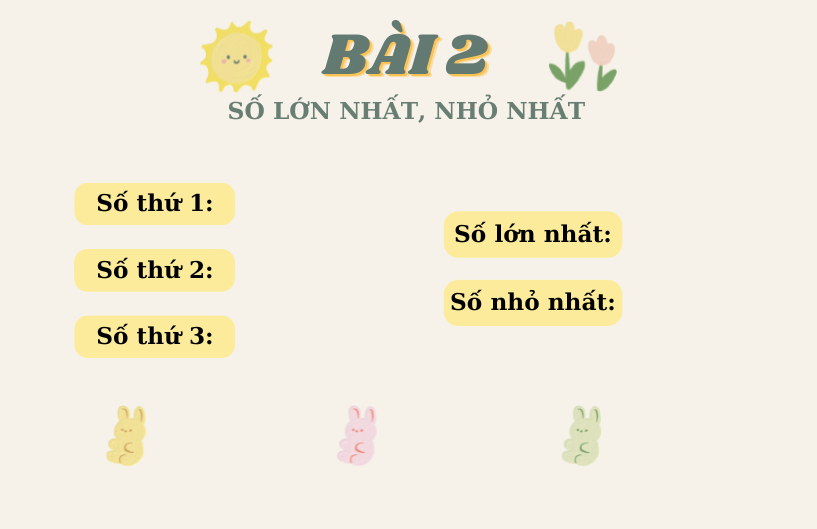 BÀI 2
SỐ LỚN NHẤT, NHỎ NHẤT
Số thứ 1:
Số thứ 2:
Số thứ 3:
Số lớn nhất:
Số nhỏ nhất: